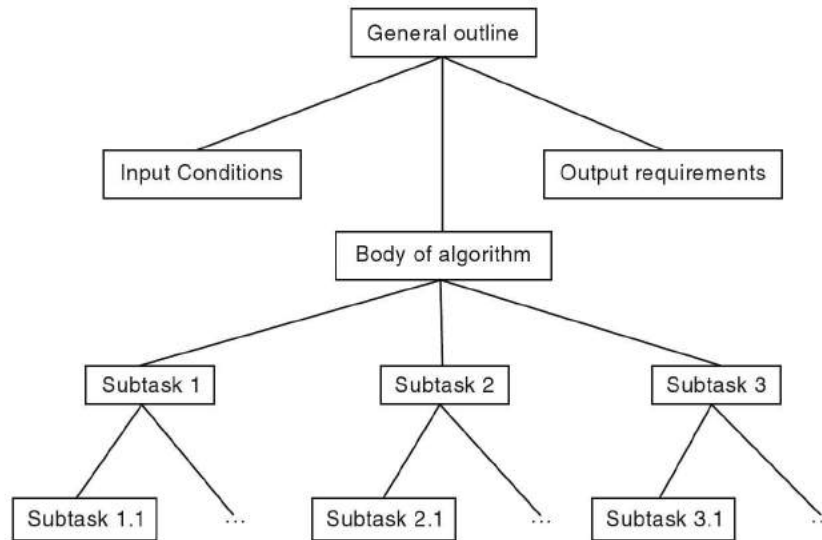 General outline
Input Conditions
Output requirements
Body of algorithm
Subtask 1
Subtask 2
Subtask 3
Subtask 1.1
...
Subtask 2.1
...
Subtask 3.1
...